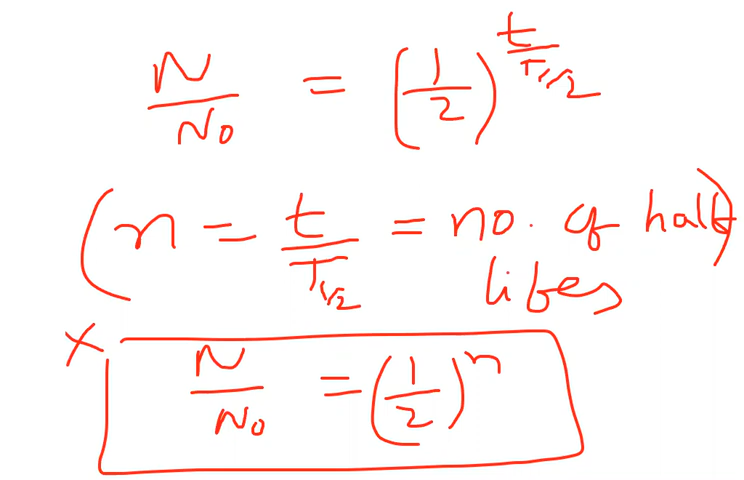 N/N₀ = (1/2)^(t/T₁/₂)
(n = t/T₁/₂ = no. of half)
lifes
× N/N₀ = (1/2)^n